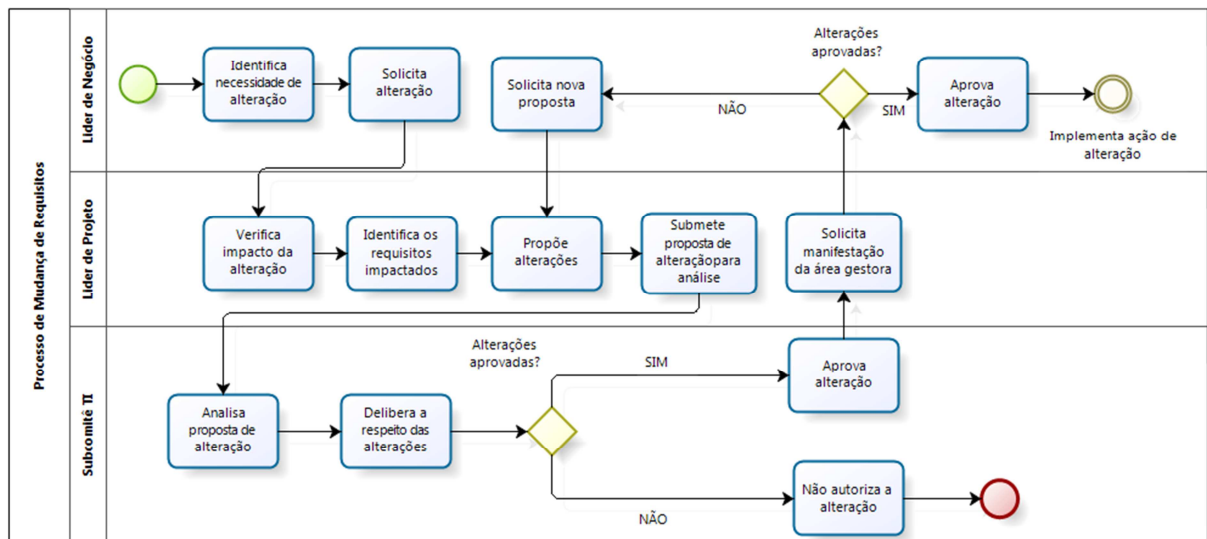 Processo de Mudança de Requisitos
Lider de Negócio
Identifica
necessidade de
alteração
Solicita
alteração
Solicita nova
proposta
NÃO
Alterações
aprovadas?
SIM
Aprova
alteração
Implementa ação de
alteração
Lider de Projeto
Verifica
impacto da
alteração
Identifica os
requisitos
impactados
Propõe
alterações
Submete
proposta de
alteraçãopara
análise
Solicita
manifestação
da área gestora
Subcomitê TI
Analisa
proposta de
alteração
Delibera a
respeito das
alterações
Alterações
aprovadas?
SIM
Aprova
alteração
NÃO
Não autoriza a
alteração